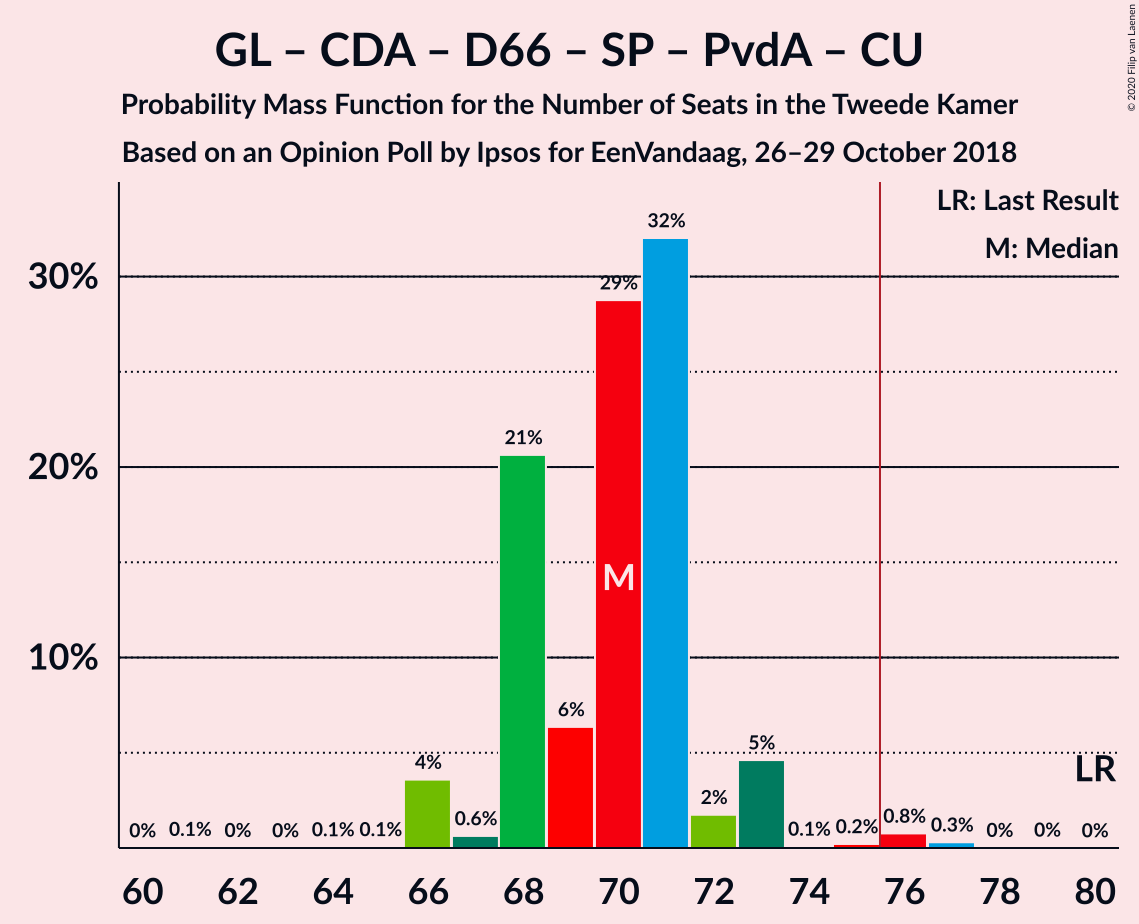 GL – CDA – D66 – SP – PvdA – CU
Probability Mass Function for the Number of Seats in the Tweede Kamer
Based on an Opinion Poll by Ipsos for EenVandaag, 26–29 October 2018
© 2020 Filip van Laenen
LR: Last Result
M: Median
30%
20%
10%
0% 0.1% 0% 0% 0.1% 0.1% 4% 0.6% 21% 6% 29% 32% 2% 5% 0.1% 0.2% 0.8% 0.3% 0% 0% 0%
M
LR
60 62 64 66 68 70 72 74 76 78 80